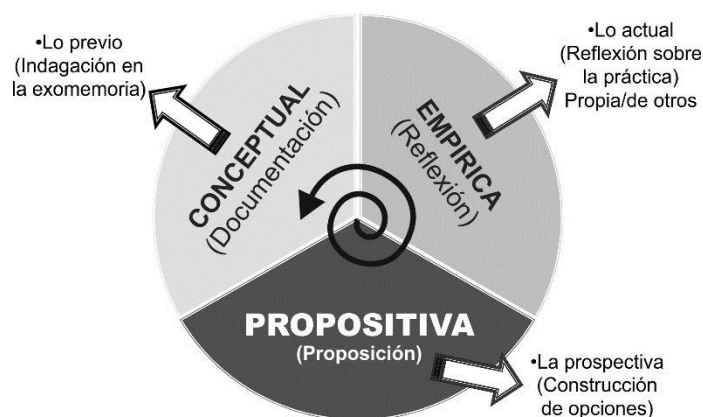 •Lo previo
(Indagación en
la exomemoria)
CONCEPTUAL
(Documentación)
EMPIRICA
(Reflexión)
•Lo actual
(Reflexión sobre
la práctica)
Propia/de otros
PROPOSITIVA
(Proposición)
•La prospectiva
(Construcción
de opciones)